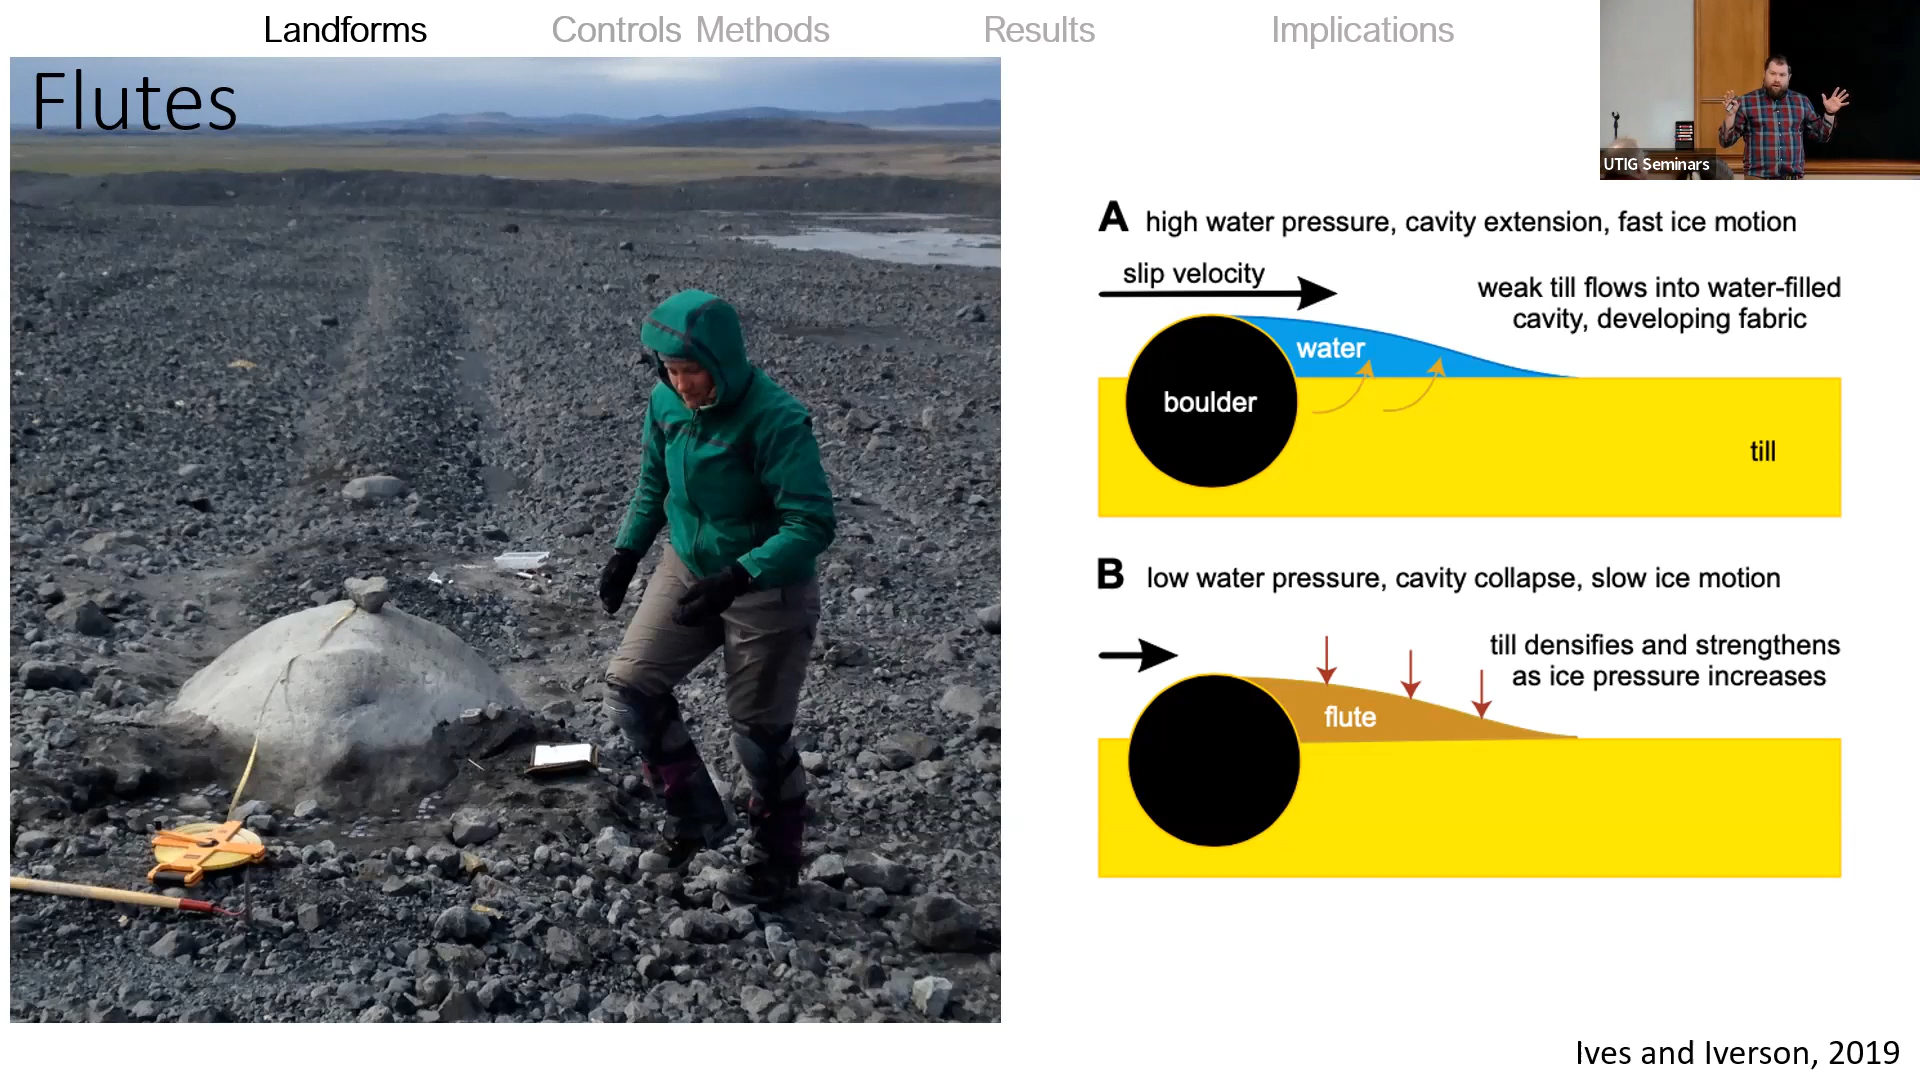 Landforms Controls Methods Results Implications
Flutes
UTIG Seminars
A high water pressure, cavity extension, fast ice motion
slip velocity
weak till flows into water-filled
cavity, developing fabric
water
boulder
till
B low water pressure, cavity collapse, slow ice motion
till densifies and strengthens
as ice pressure increases
flute
Ives and Iverson, 2019